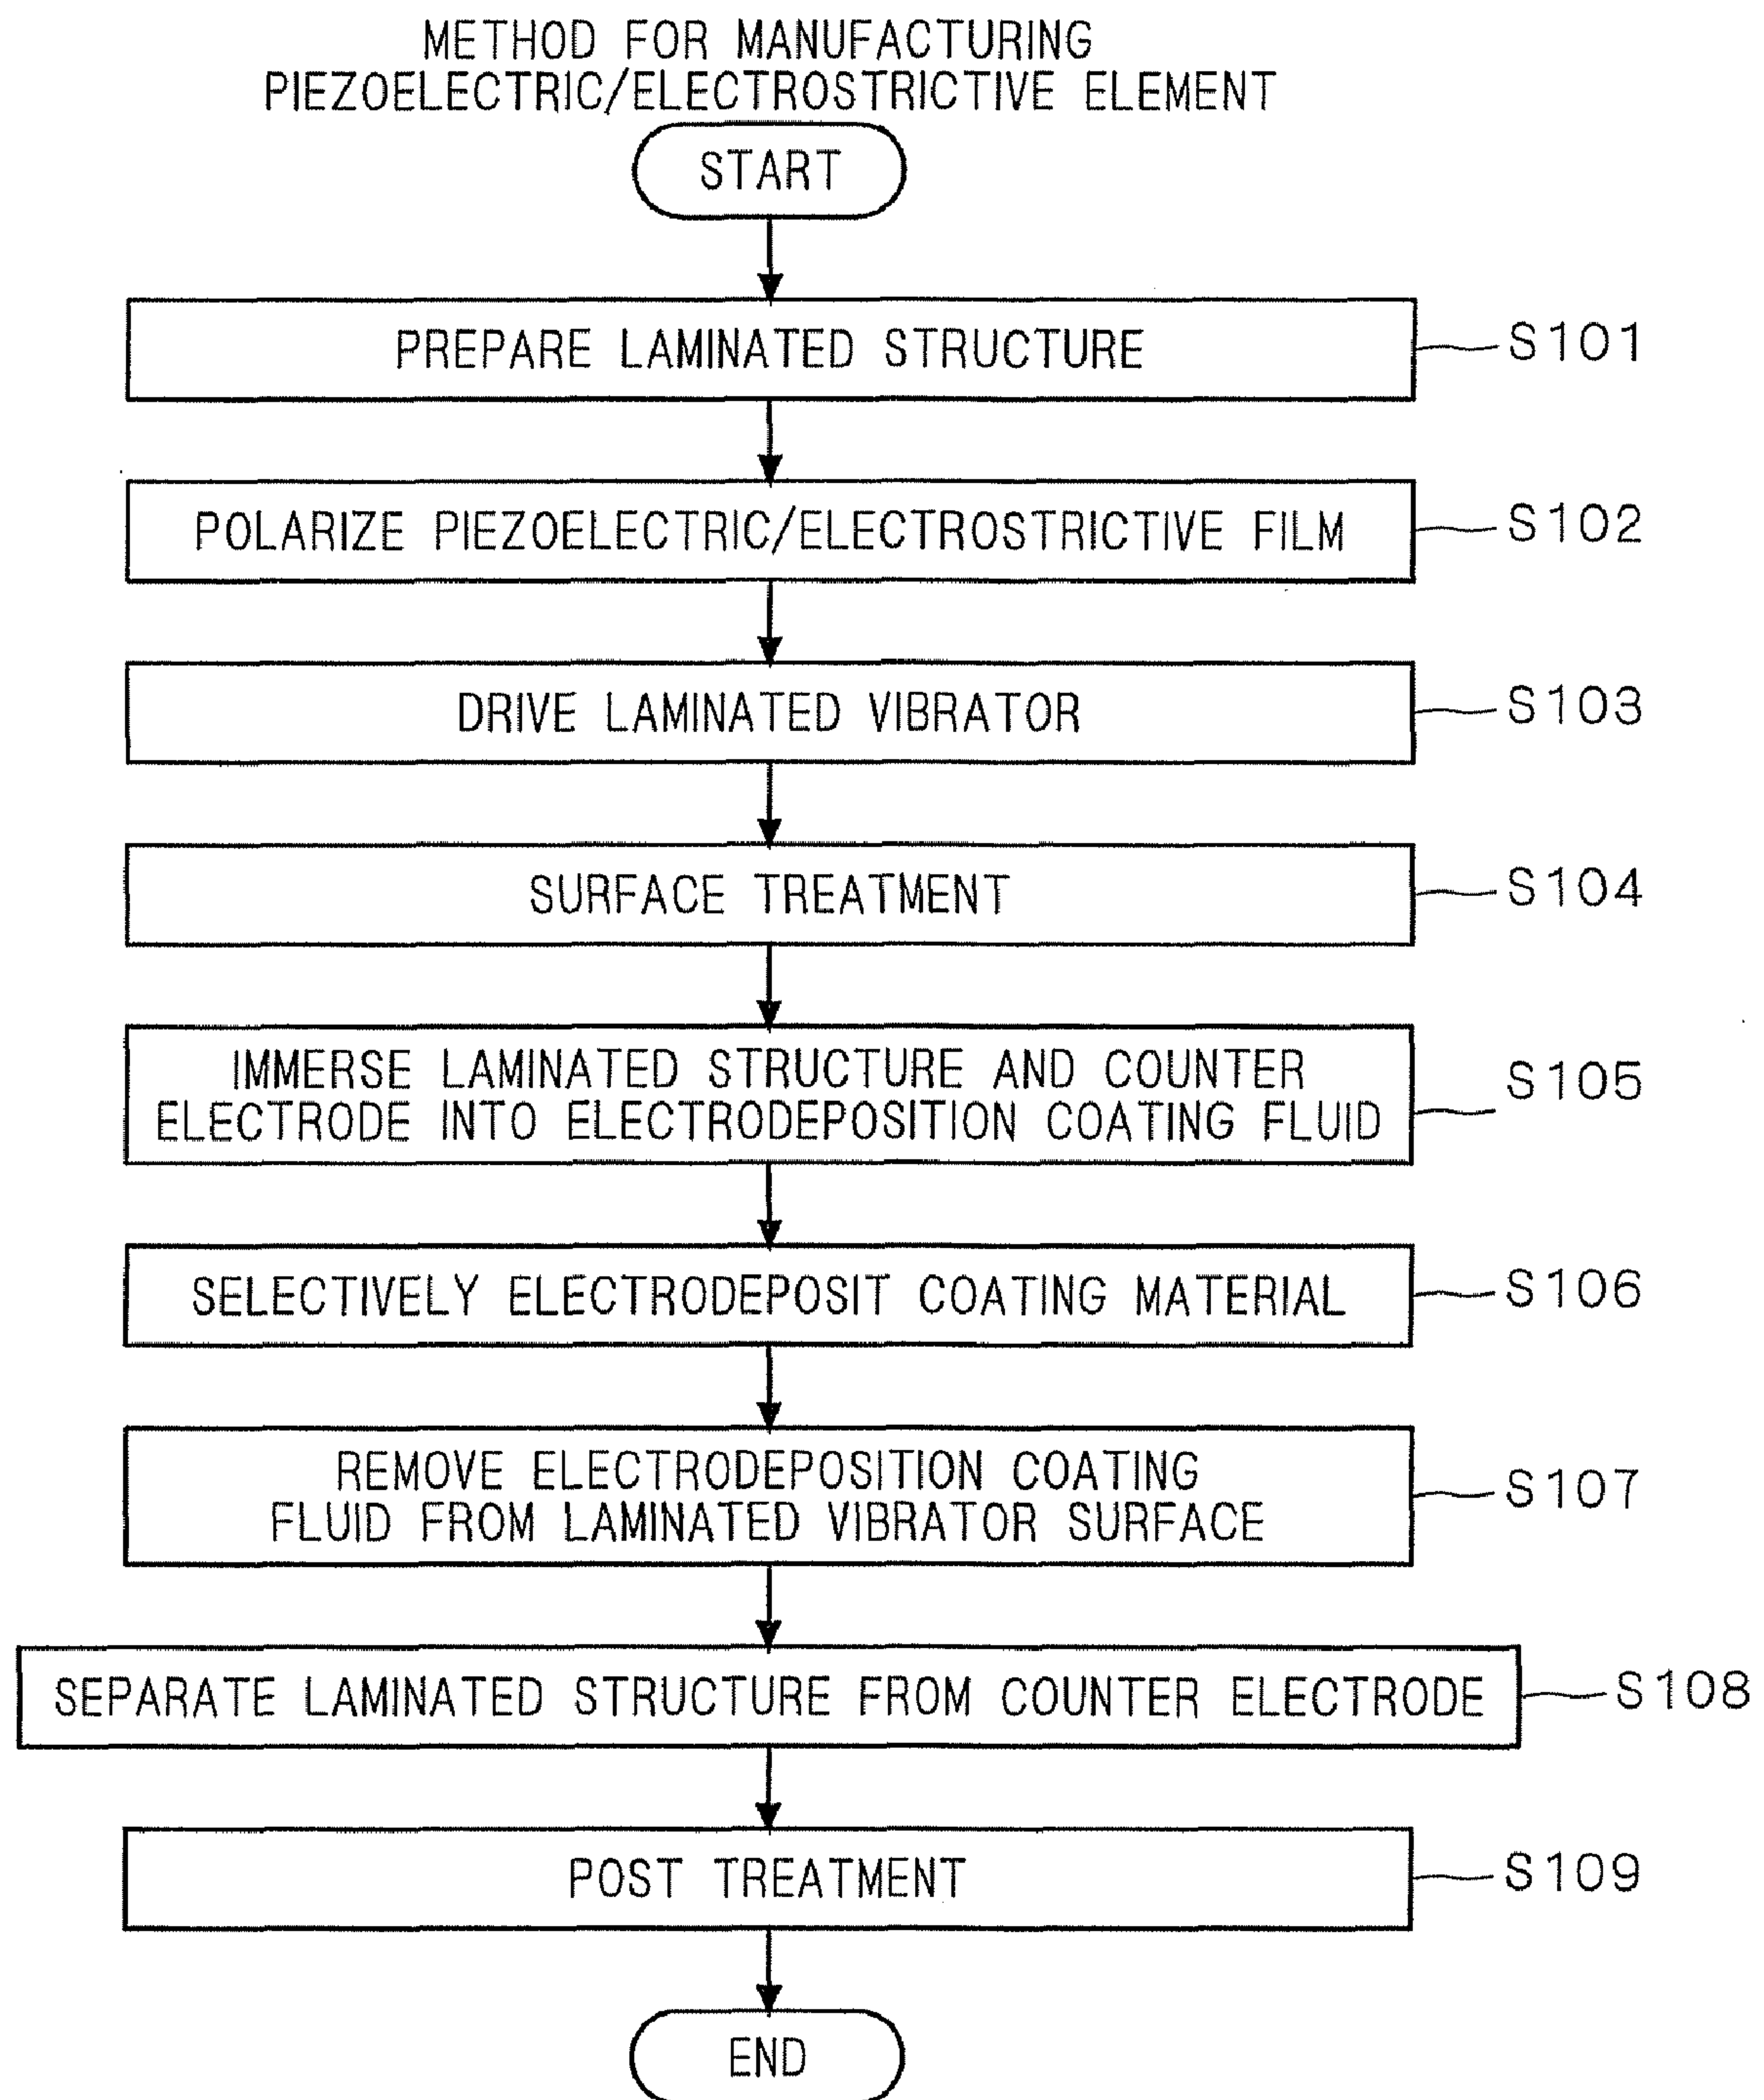 METHOD FOR MANUFACTURING
PIEZOELECTRIC/ELECTROSTRICTIVE ELEMENT
START
PREPARE LAMINATED STRUCTURE
S101
POLARIZE PIEZOELECTRIC/ELECTROSTRICTIVE FILM
S102
DRIVE LAMINATED VIBRATOR
S103
SURFACE TREATMENT
S104
IMMERSE LAMINATED STRUCTURE AND COUNTER
ELECTRODE INTO ELECTRODEPOSITION COATING FLUID
S105
SELECTIVELY ELECTRODEPOSIT COATING MATERIAL
S106
REMOVE ELECTRODEPOSITION COATING
FLUID FROM LAMINATED VIBRATOR SURFACE
S107
SEPARATE LAMINATED STRUCTURE FROM COUNTER ELECTRODE
S108
POST TREATMENT
S109
END